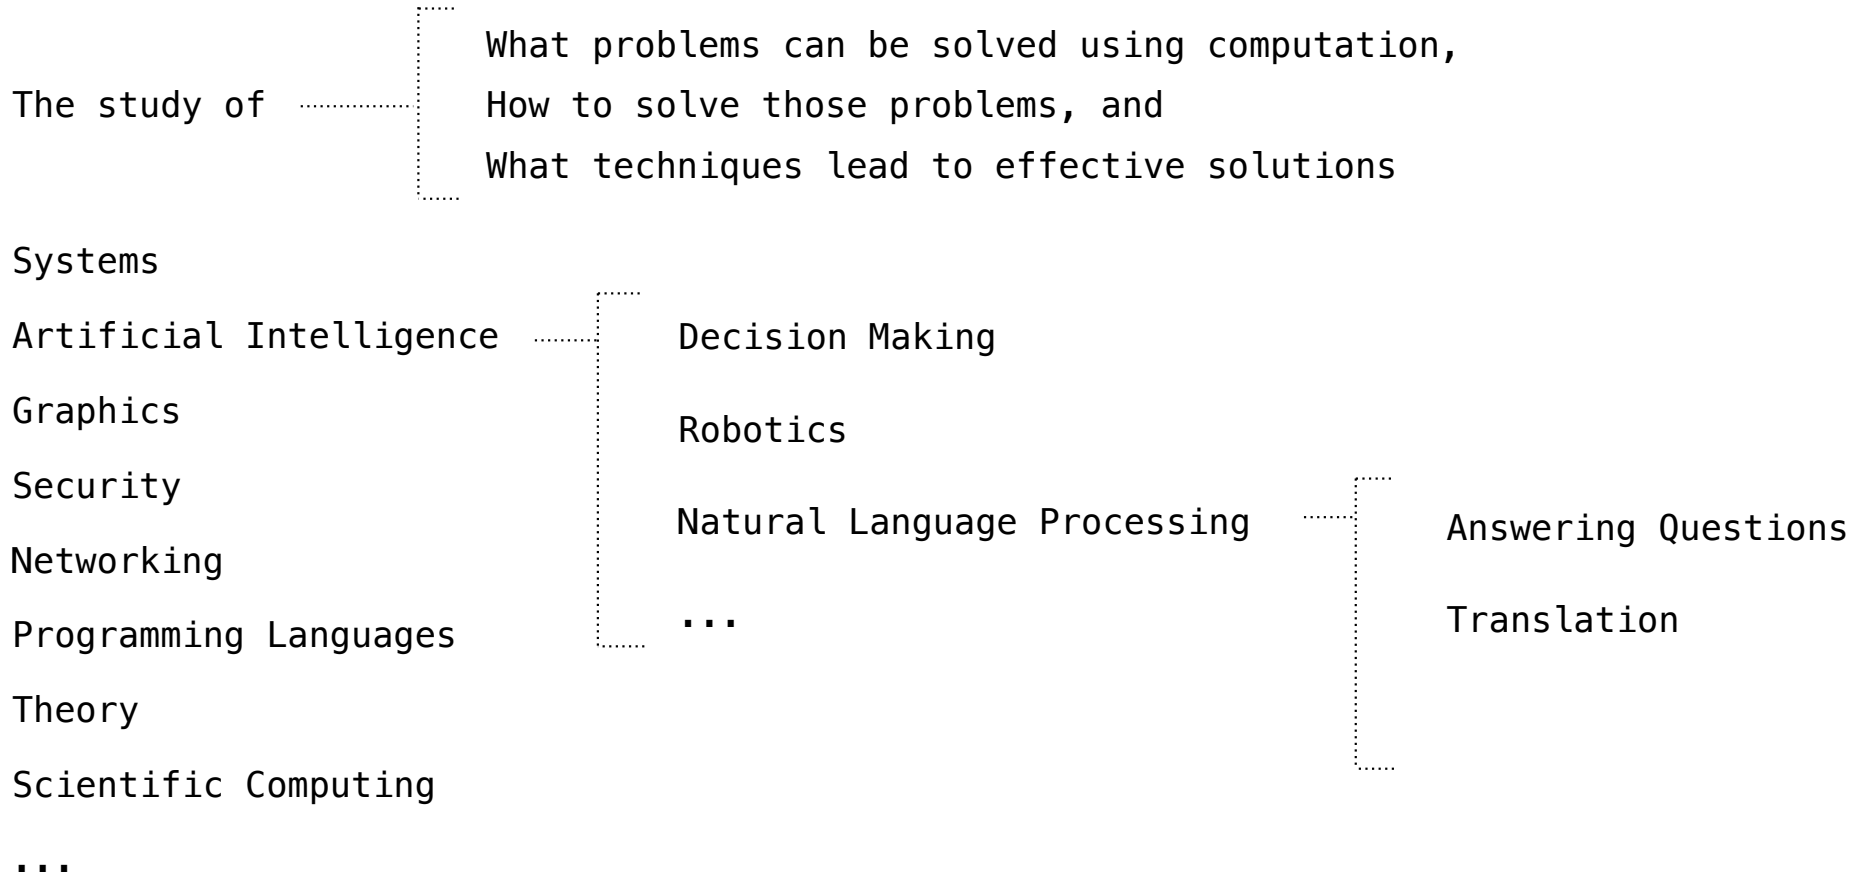 What problems can be solved using computation,
The study of
How to solve those problems, and
What techniques lead to effective solutions
Systems
Artificial Intelligence
Graphics
Security
Networking
Programming Languages
Theory
Scientific Computing
...
Decision Making
Robotics
Natural Language Processing
...
Answering Questions
Translation